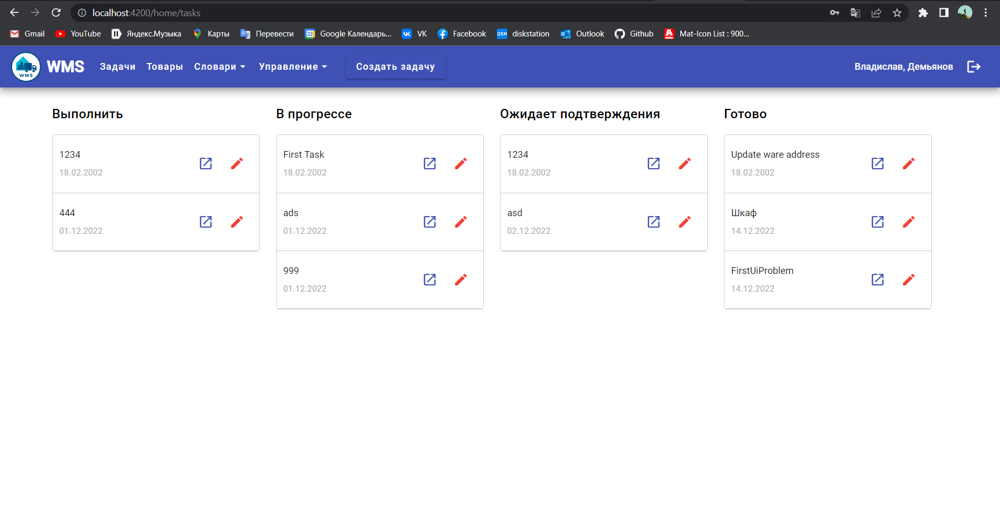 localhost:4200/home/tasks
Gmail YouTube Яндекс.Музыка Карты Перевести 23 Google Календарь... VK Facebook DSM diskstation Outlook Github Mat-Icon List : 900...
WMS WMS Задачи Товары Словари Управление Создать задачу Владислав, Демьянов
Выполнить
1234
18.02.2002
444
01.12.2022
В прогрессе
First Task
18.02.2002
ads
01.12.2022
999
01.12.2022
Ожидает подтверждения
1234
18.02.2002
asd
02.12.2022
Готово
Update ware address
18.02.2002
Шкаф
14.12.2022
FirstUiProblem
14.12.2022